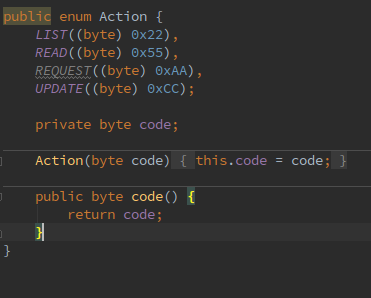 public enum Action {
LIST((byte) 0x22),
READ((byte) 0x55),
REQUEST((byte) 0xAA),
UPDATE((byte) 0xCC);
private byte code;
Action(byte code) { this.code = code; }
public byte code() {
return code;
}
}